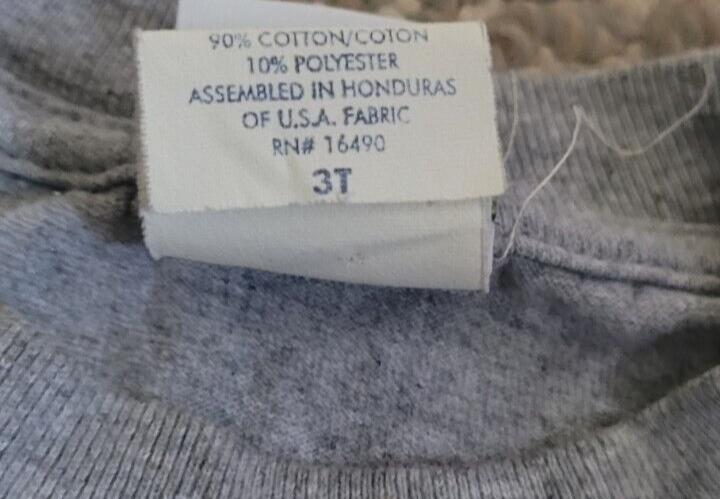 90% COTTON/COTON
10% POLYESTER
ASSEMBLED IN HONDURAS
OF U.S.A. FABRIC
RN# 16490
3T